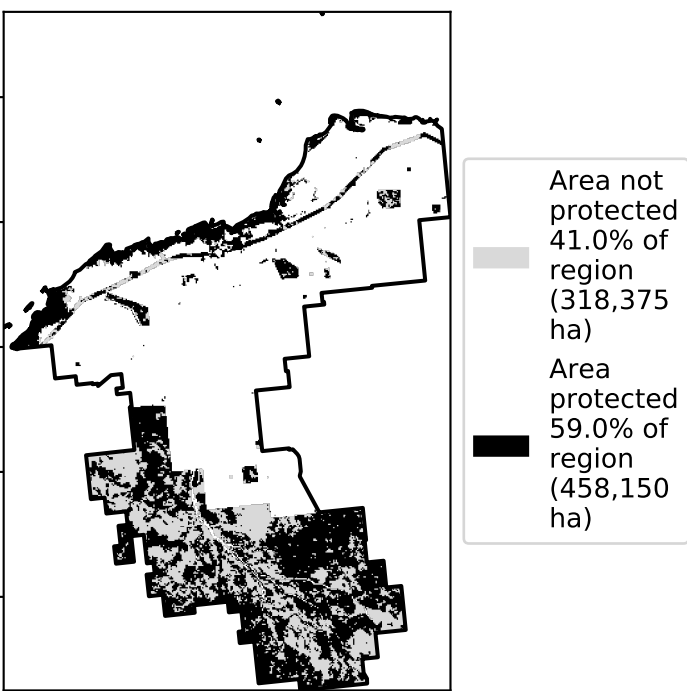 Area not
protected
41.0% of
region
(318,375
ha)
Area
protected
59.0% of
region
(458,150
ha)